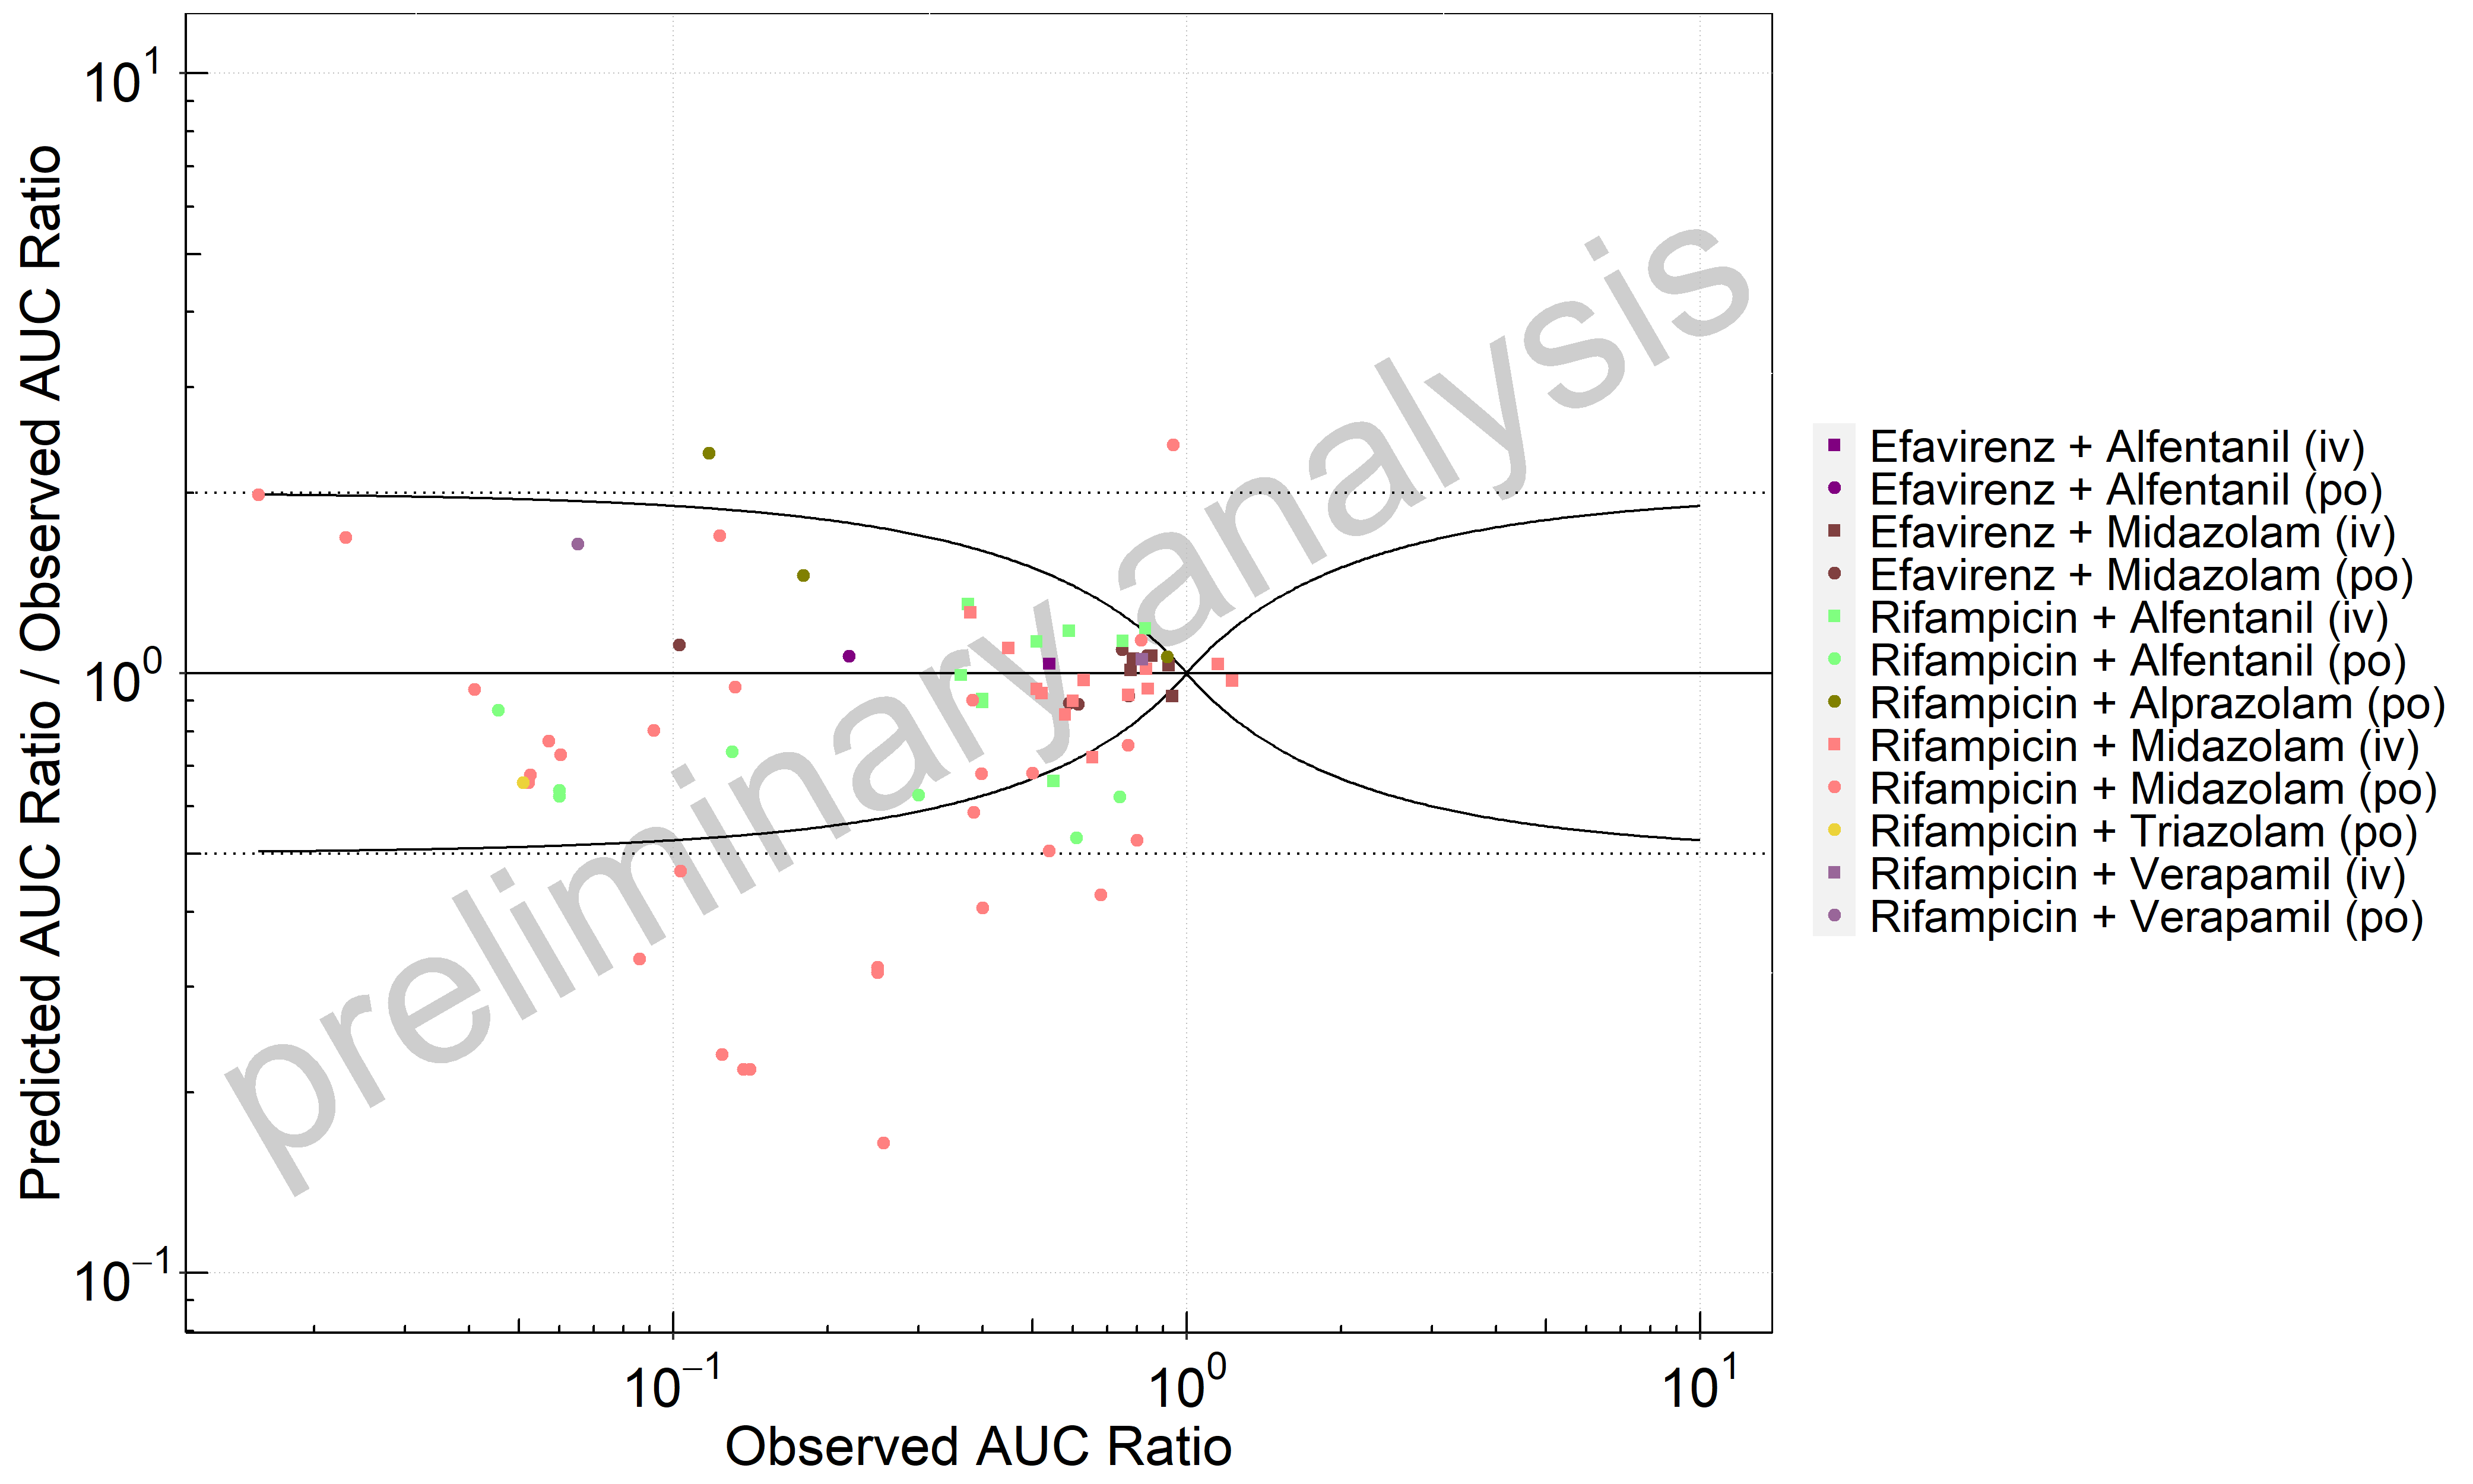 Predicted AUC Ratio / Observed AUC Ratio
10¹
10⁰
10⁻¹
preliminary analysis
10⁻¹ 10⁰ 10¹
Observed AUC Ratio
Efavirenz + Alfentanil (iv)
Efavirenz + Alfentanil (po)
Efavirenz + Midazolam (iv)
Efavirenz + Midazolam (po)
Rifampicin + Alfentanil (iv)
Rifampicin + Alfentanil (po)
Rifampicin + Alprazolam (po)
Rifampicin + Midazolam (iv)
Rifampicin + Midazolam (po)
Rifampicin + Triazolam (po)
Rifampicin + Verapamil (iv)
Rifampicin + Verapamil (po)